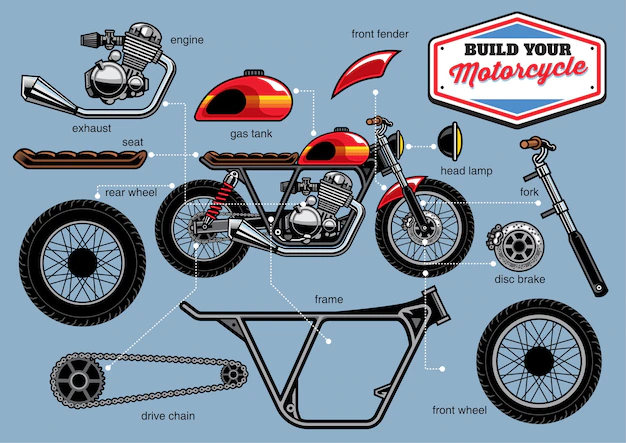 engine
front fender
BUILD YOUR
Motorcycle
exhaust
gas tank
seat
head lamp
rear wheel
fork
disc brake
frame
drive chain
front wheel